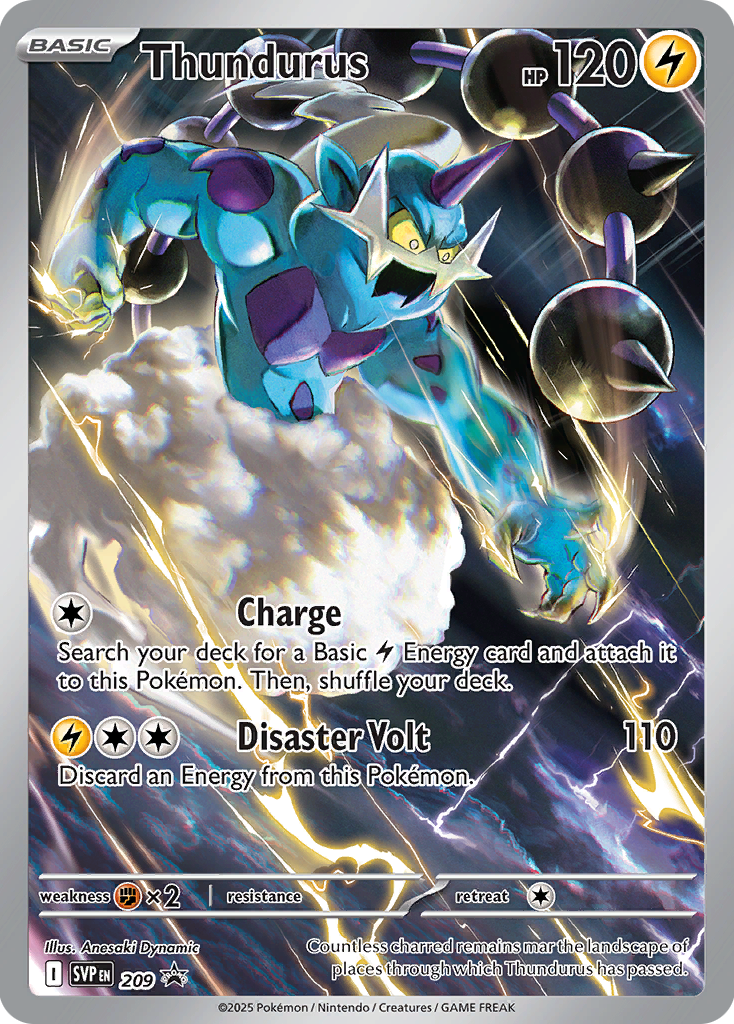 BASIC Thundurus HP 120
Charge
Search your deck for a Basic Energy card and attach it
to this Pokémon. Then, shuffle your deck.
Disaster Volt 110
Discard an Energy from this Pokémon.
weakness ×2 resistance retreat
Illus. Anesaki Dynamic
Countless charred remains mar the landscape of
places through which Thundurus has passed.
I SVP EN 209
©2025 Pokémon / Nintendo / Creatures / GAME FREAK